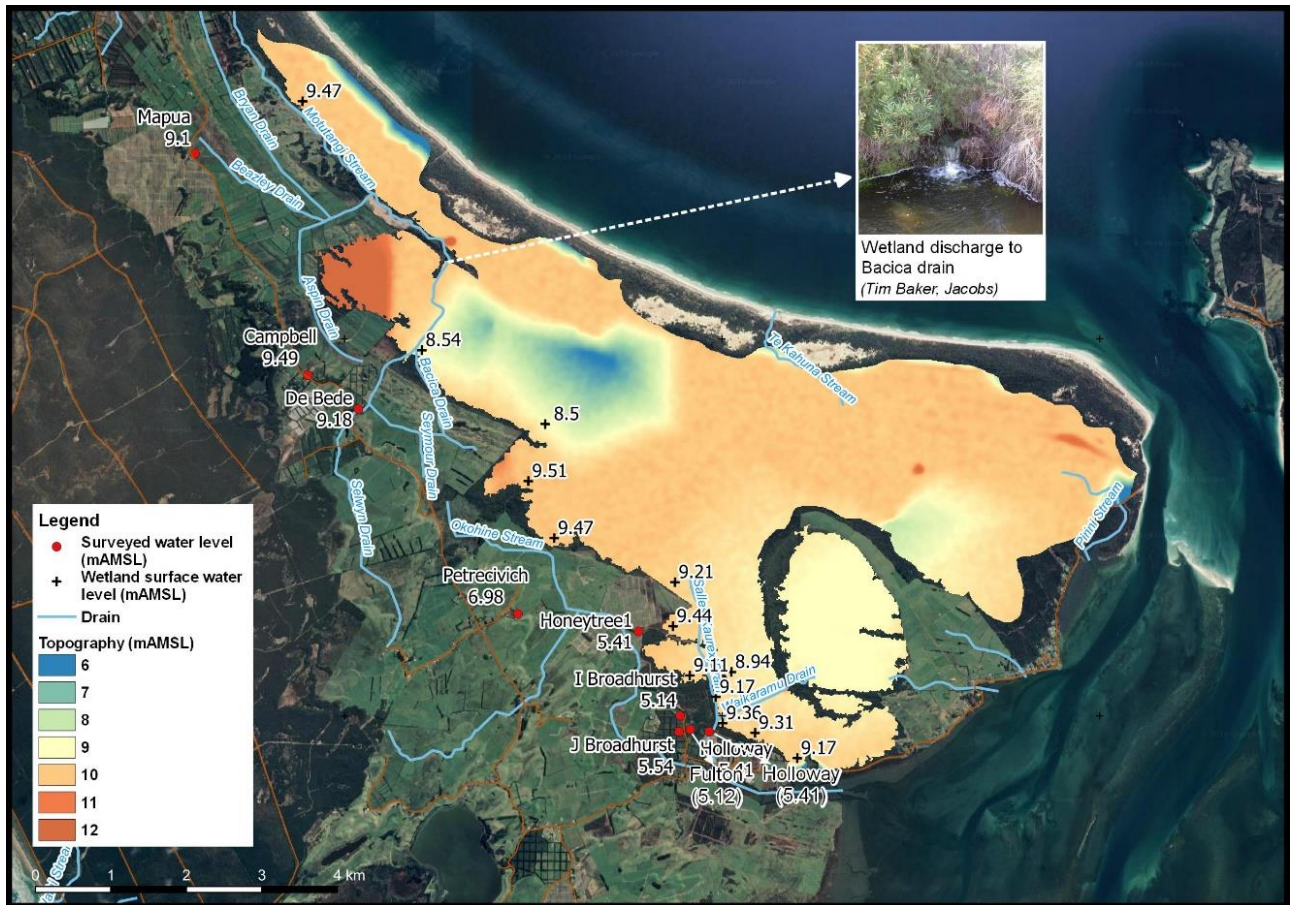 9.47
Mapua
9.1
Bryan Drain
Motutangi Stream
Beazley Drain
Wetland discharge to
Bacica drain
(Tim Baker, Jacobs)
Aspin Drain
Te Kahuna Stream
Campbell
9.49
8.54
Bacica Drain
De Bede
9.18
8.5
Seymour Drain
9.51
Selwyn Drain
Pitini Stream
9.47
Okohine Stream
9.21
Petrecivich
6.98
9.44
Honeytree1
5.41
9.11
8.94
I Broadhurst
5.14
9.17
Waikaramu Drain
9.36
9.31
J Broadhurst
5.54
Holloway
5.41
9.17
Fulton
(5.12)
Holloway
(5.41)
Legend
Surveyed water level
(mAMSL)
Wetland surface water
level (mAMSL)
Drain
Topography (mAMSL)
6
7
8
9
10
11
12
Stream
0 1 2 3 4 km